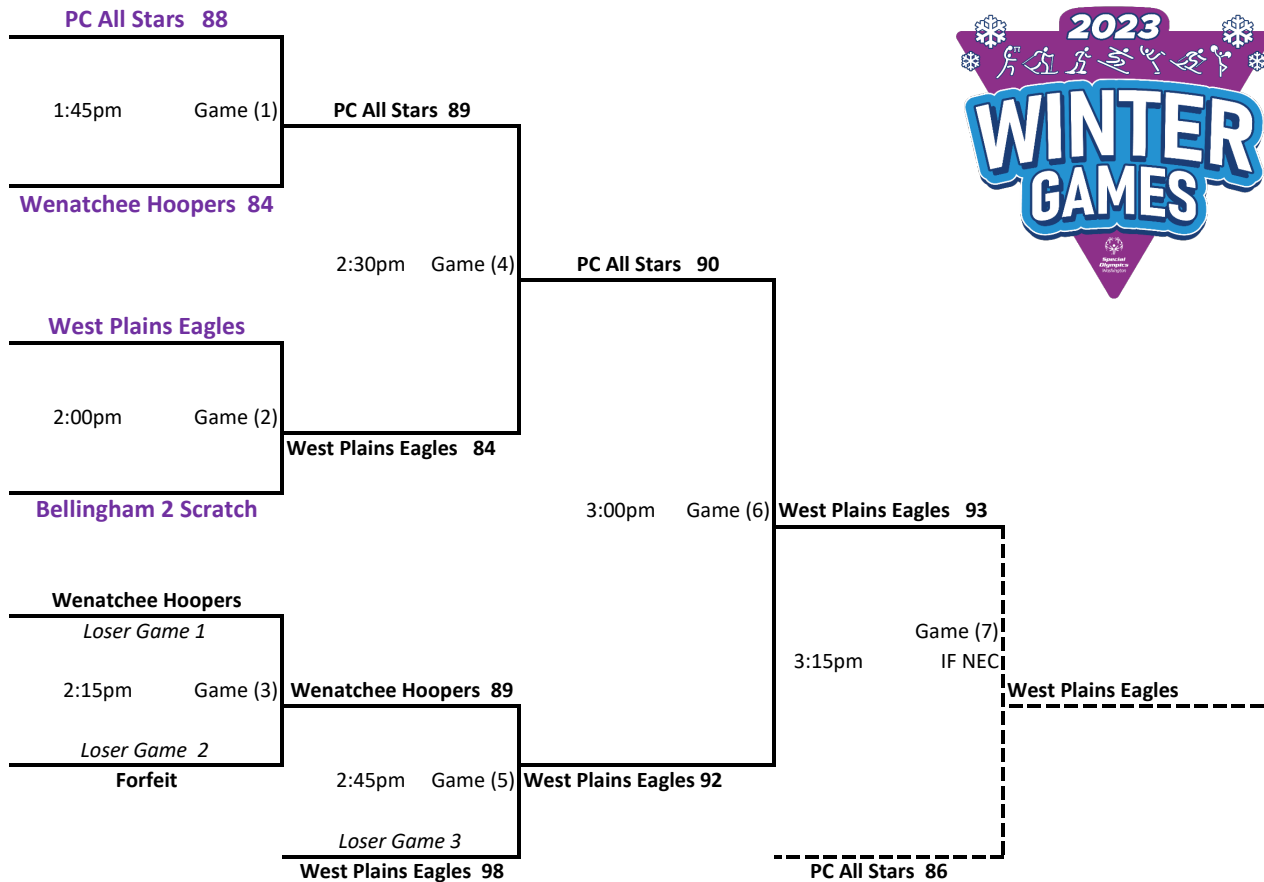 PC All Stars 88
2023
WINTER
GAMES
Special
Olympics
Washington
1:45pm Game (1)
PC All Stars 89
Wenatchee Hoopers 84
2:30pm Game (4)
PC All Stars 90
West Plains Eagles
2:00pm Game (2)
West Plains Eagles 84
Bellingham 2 Scratch
3:00pm Game (6)
West Plains Eagles 93
Wenatchee Hoopers
Loser Game 1
Game (7)
3:15pm IF NEC
2:15pm Game (3)
Wenatchee Hoopers 89
West Plains Eagles
Loser Game 2
Forfeit
2:45pm Game (5)
West Plains Eagles 92
Loser Game 3
West Plains Eagles 98
PC All Stars 86